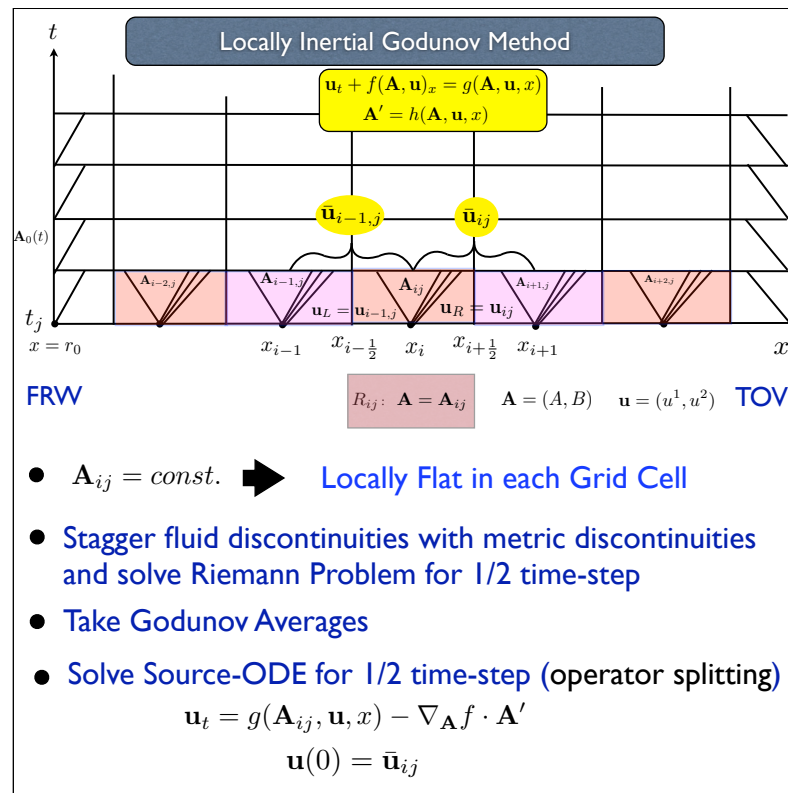 t
Locally Inertial Godunov Method
𝐮_t + f(𝐀, 𝐮)_x = g(𝐀, 𝐮, x)
𝐀′ = h(𝐀, 𝐮, x)
ū_{i−1,j} ū_{ij}
𝐀_0(t)
𝐀_{i−2,j} 𝐀_{i−1,j} 𝐀_{ij} 𝐀_{i+1,j} 𝐀_{i+2,j}
𝐮_L = 𝐮_{i−1,j} 𝐮_R = 𝐮_{ij}
t_j
x = r_0 x_{i−1} x_{i−1/2} x_i x_{i+1/2} x_{i+1} x
FRW R_{ij}: 𝐀 = 𝐀_{ij} 𝐀 = (A, B) 𝐮 = (u^1, u^2) TOV
• 𝐀_{ij} = const. Locally Flat in each Grid Cell
• Stagger fluid discontinuities with metric discontinuities
and solve Riemann Problem for 1/2 time-step
• Take Godunov Averages
• Solve Source-ODE for 1/2 time-step (operator splitting)
𝐮_t = g(𝐀_{ij}, 𝐮, x) − ∇_𝐀 f · 𝐀′
𝐮(0) = ū_{ij}